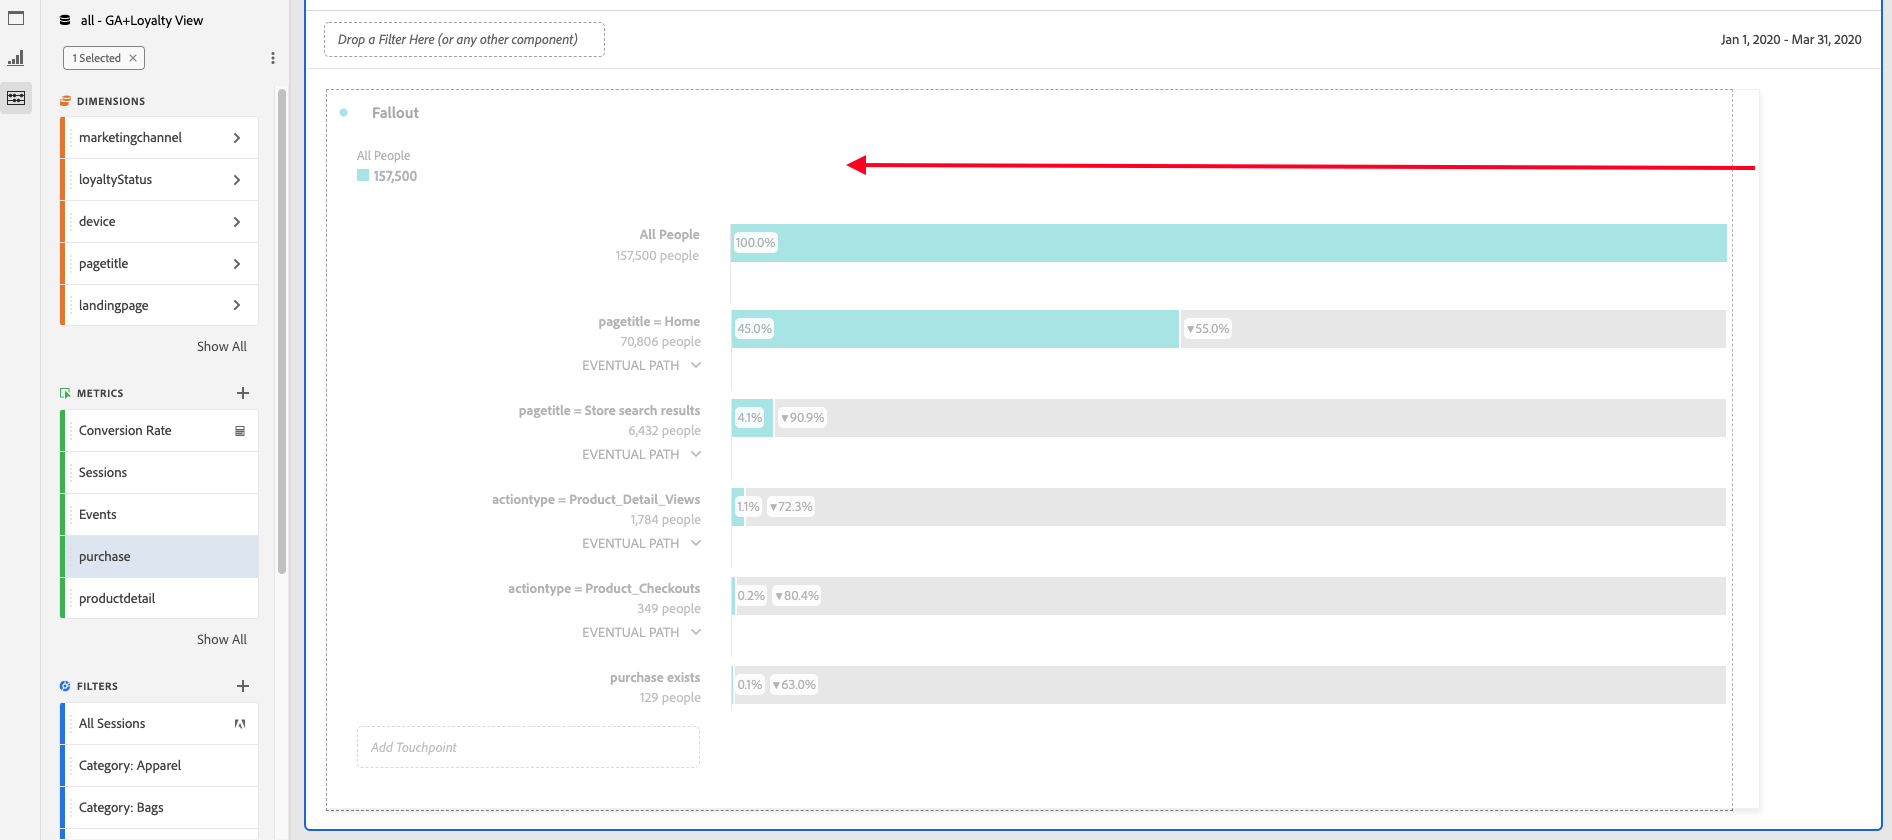 all - GA+Loyalty View
1 Selected ×
DIMENSIONS
marketingchannel
loyaltyStatus
device
pagetitle
landingpage
Show All
METRICS
Conversion Rate
Sessions
Events
purchase
productdetail
Show All
FILTERS
All Sessions
Category: Apparel
Category: Bags
Drop a Filter Here (or any other component)
Jan 1, 2020 - Mar 31, 2020
Fallout
All People
157,500
All People
157,500 people
100.0%
pagetitle = Home
70,806 people
EVENTUAL PATH
45.0% ▼55.0%
pagetitle = Store search results
6,432 people
EVENTUAL PATH
4.1% ▼90.9%
actiontype = Product_Detail_Views
1,784 people
EVENTUAL PATH
1.1% ▼72.3%
actiontype = Product_Checkouts
349 people
EVENTUAL PATH
0.2% ▼80.4%
purchase exists
129 people
0.1% ▼63.0%
Add Touchpoint